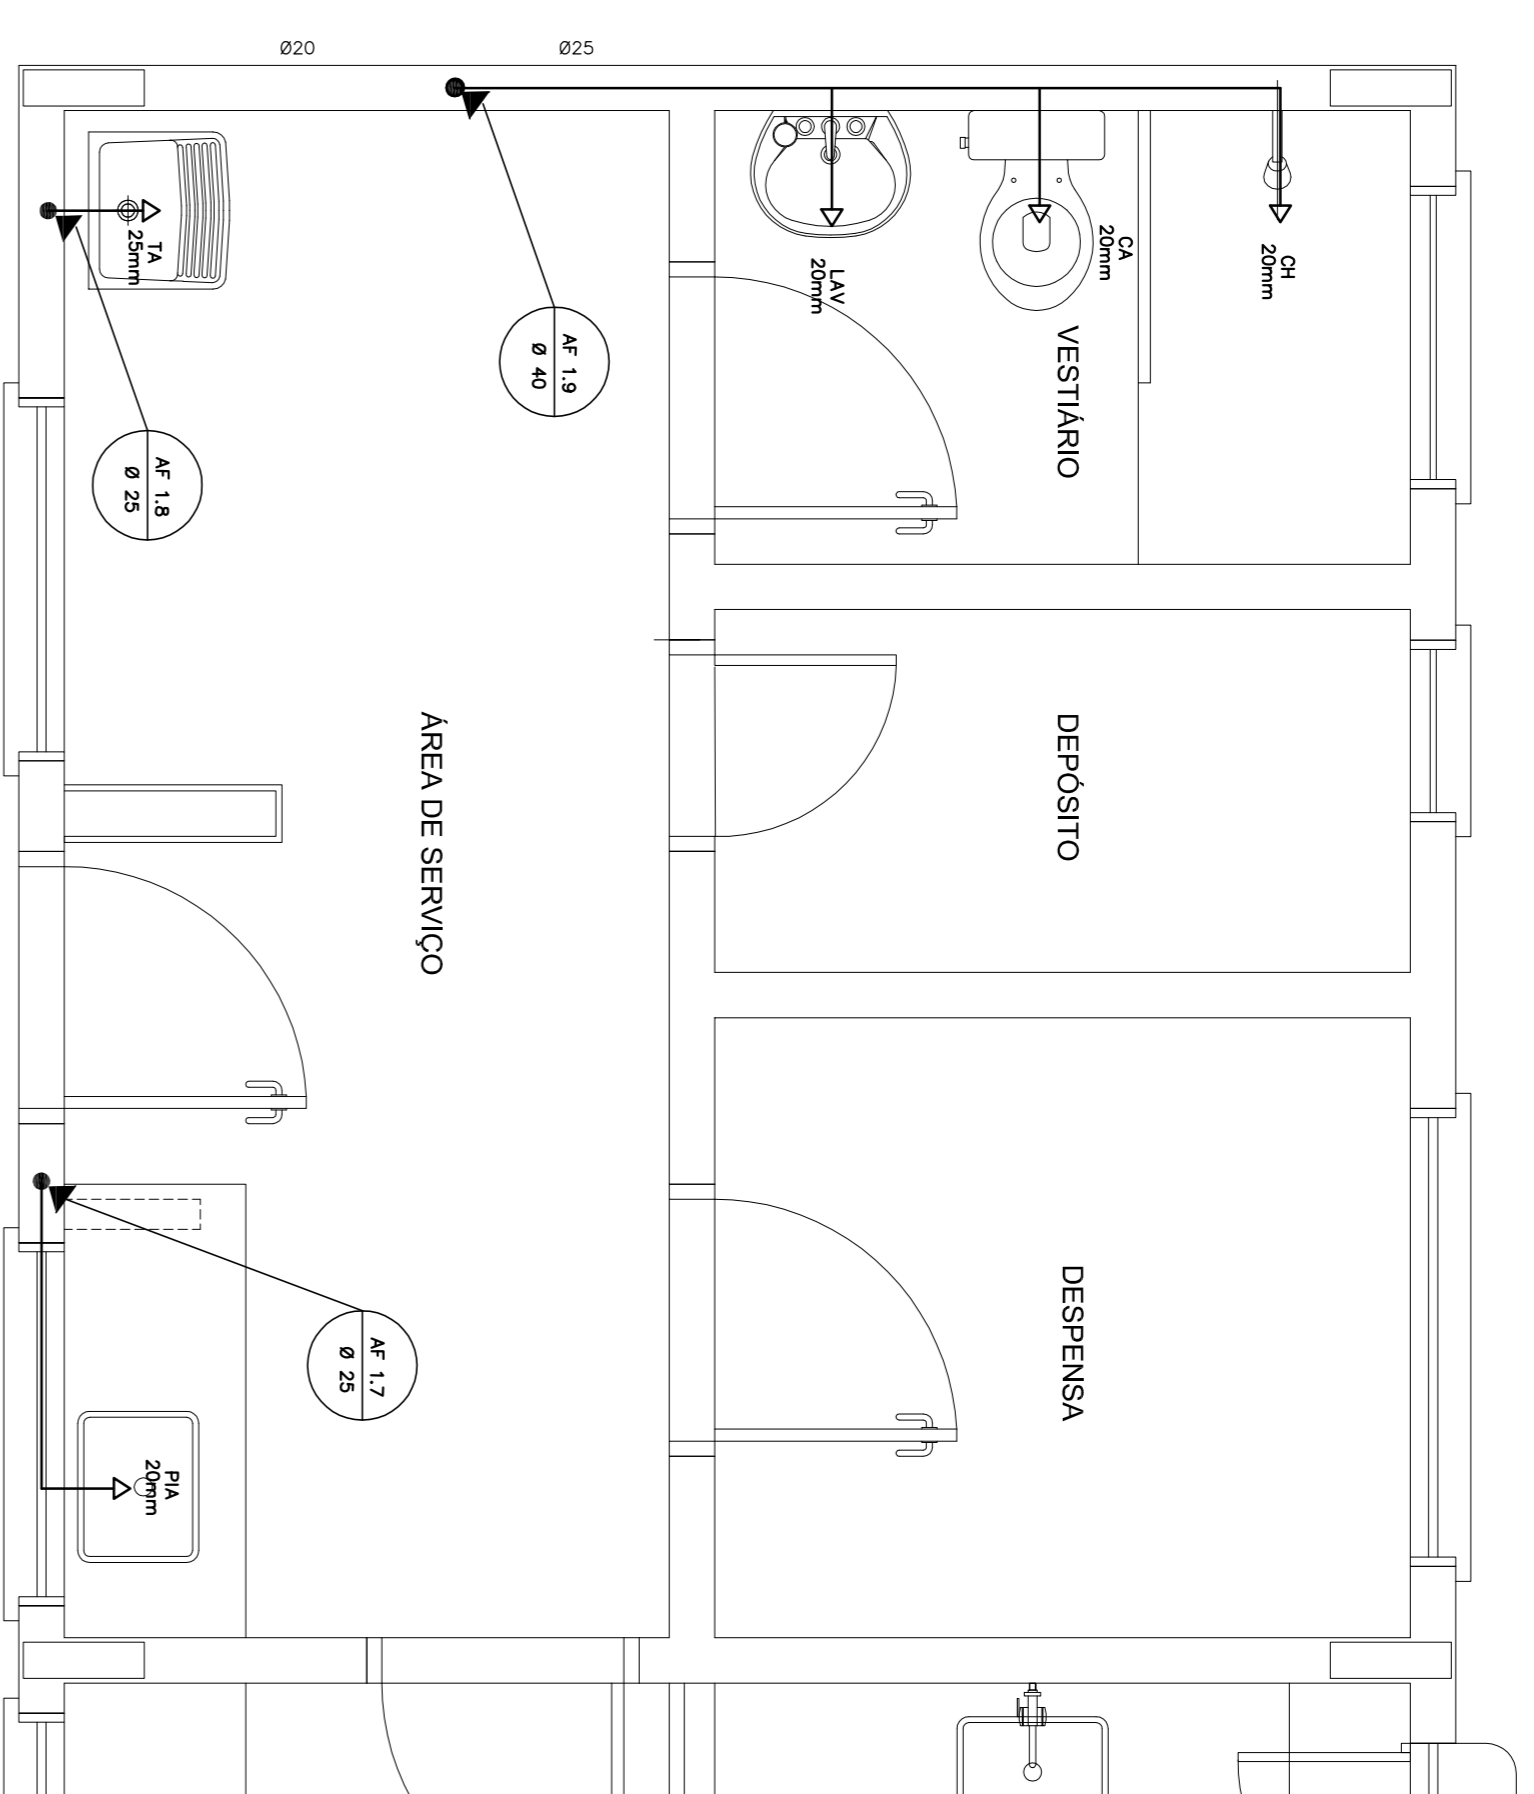 Ø20
Ø25
TA
25mm
LAV
20mm
CA
20mm
CH
20mm
AF 1.9
Ø 40
VESTIÁRIO
AF 1.8
Ø 25
ÁREA DE SERVIÇO
DEPÓSITO
DESPENSA
AF 1.7
Ø 25
PIA
20mm